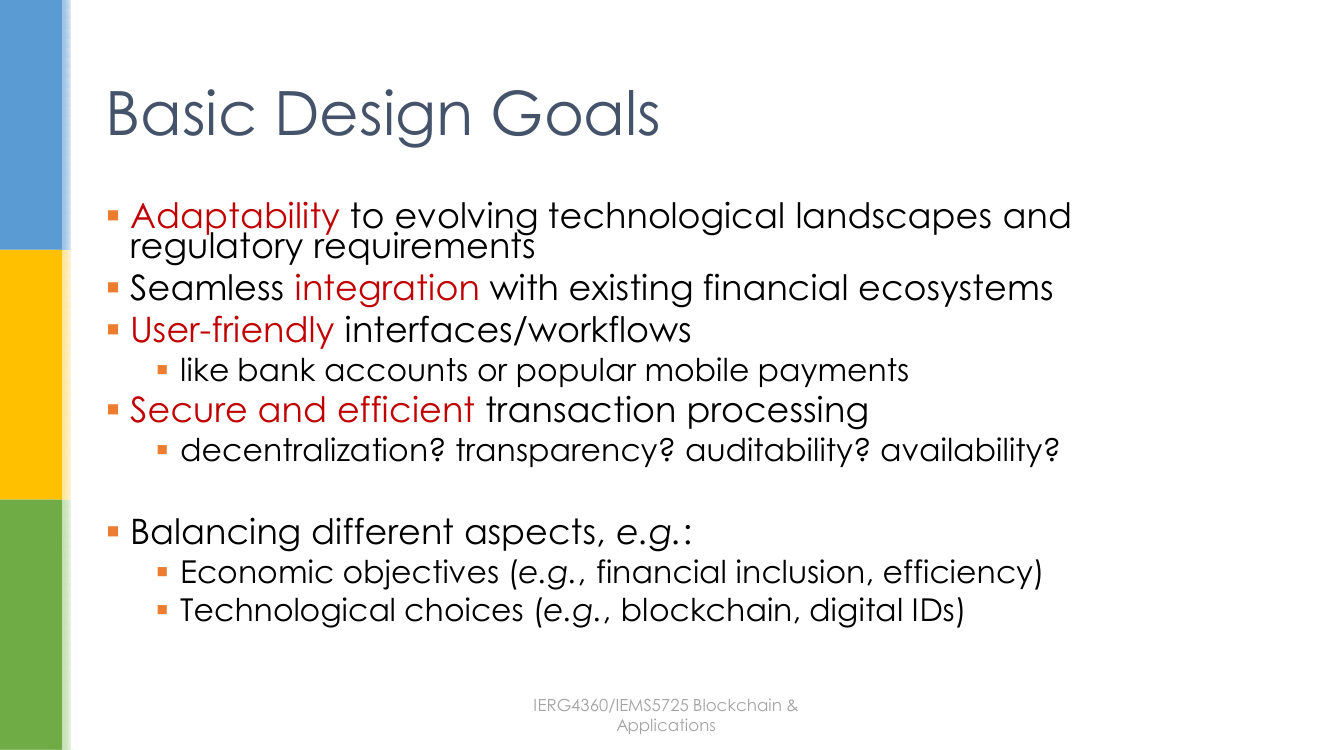 Basic Design Goals
▪ Adaptability to evolving technological landscapes and
regulatory requirements
▪ Seamless integration with existing financial ecosystems
▪ User-friendly interfaces/workflows
▪ like bank accounts or popular mobile payments
▪ Secure and efficient transaction processing
▪ decentralization? transparency? auditability? availability?
▪ Balancing different aspects, e.g.:
▪ Economic objectives (e.g., financial inclusion, efficiency)
▪ Technological choices (e.g., blockchain, digital IDs)
IERG4360/IEMS5725 Blockchain &
Applications